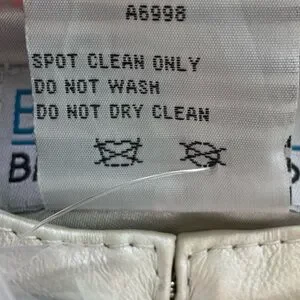 A6998
SPOT CLEAN ONLY
DO NOT WASH
DO NOT DRY CLEAN